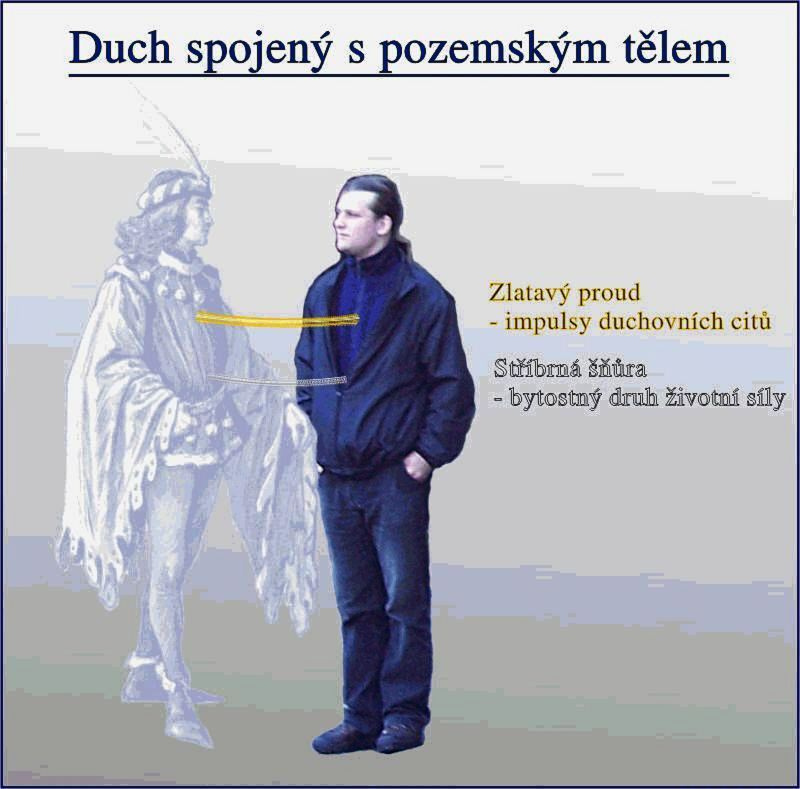 Duch spojený s pozemským tělem
Zlatavý proud
- impulsy duchovních citů
Stříbrná šňůra
- bytostný druh životní síly